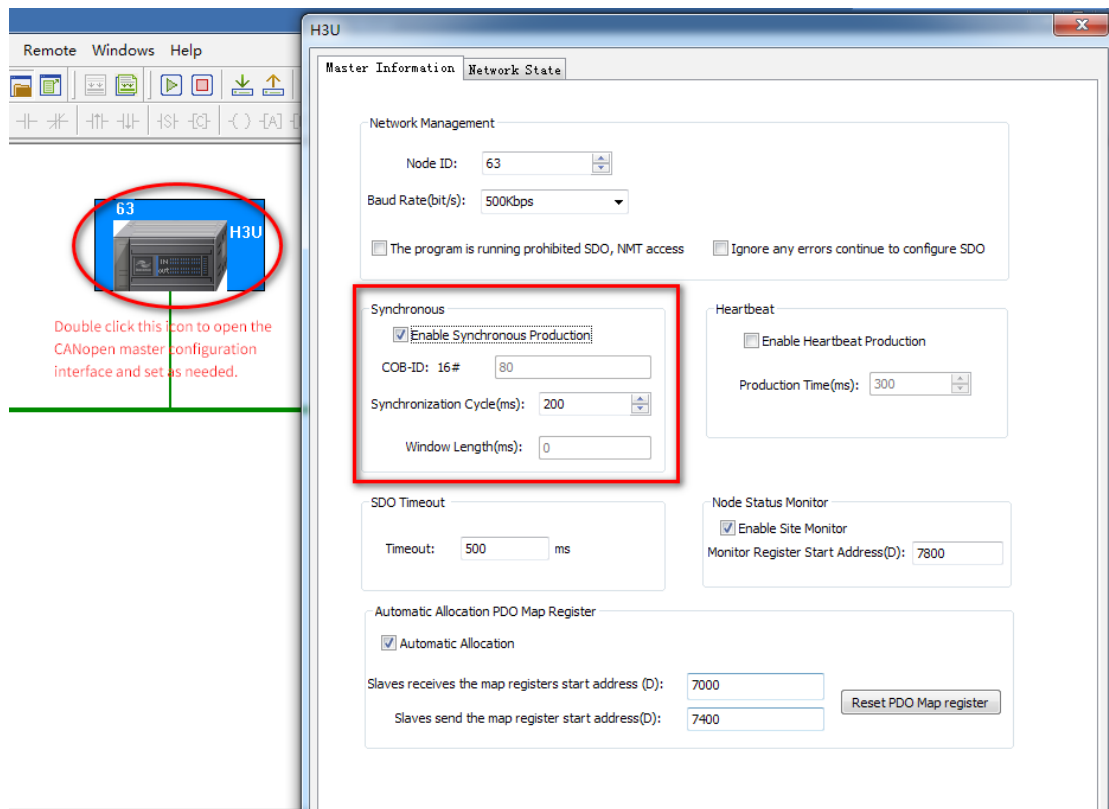 H3U
Remote Windows Help
Master Information Network State
Network Management
Node ID: 63
Baud Rate(bit/s): 500Kbps
The program is running prohibited SDO, NMT access Ignore any errors continue to configure SDO
63
H3U
IN
out
Double click this icon to open the
CANopen master configuration
interface and set as needed.
Synchronous
Enable Synchronous Production
COB-ID: 16# 80
Synchronization Cycle(ms): 200
Window Length(ms): 0
Heartbeat
Enable Heartbeat Production
Production Time(ms): 300
SDO Timeout
Timeout: 500 ms
Node Status Monitor
Enable Site Monitor
Monitor Register Start Address(D): 7800
Automatic Allocation PDO Map Register
Automatic Allocation
Slaves receives the map registers start address (D): 7000
Slaves send the map register start address(D): 7400
Reset PDO Map register